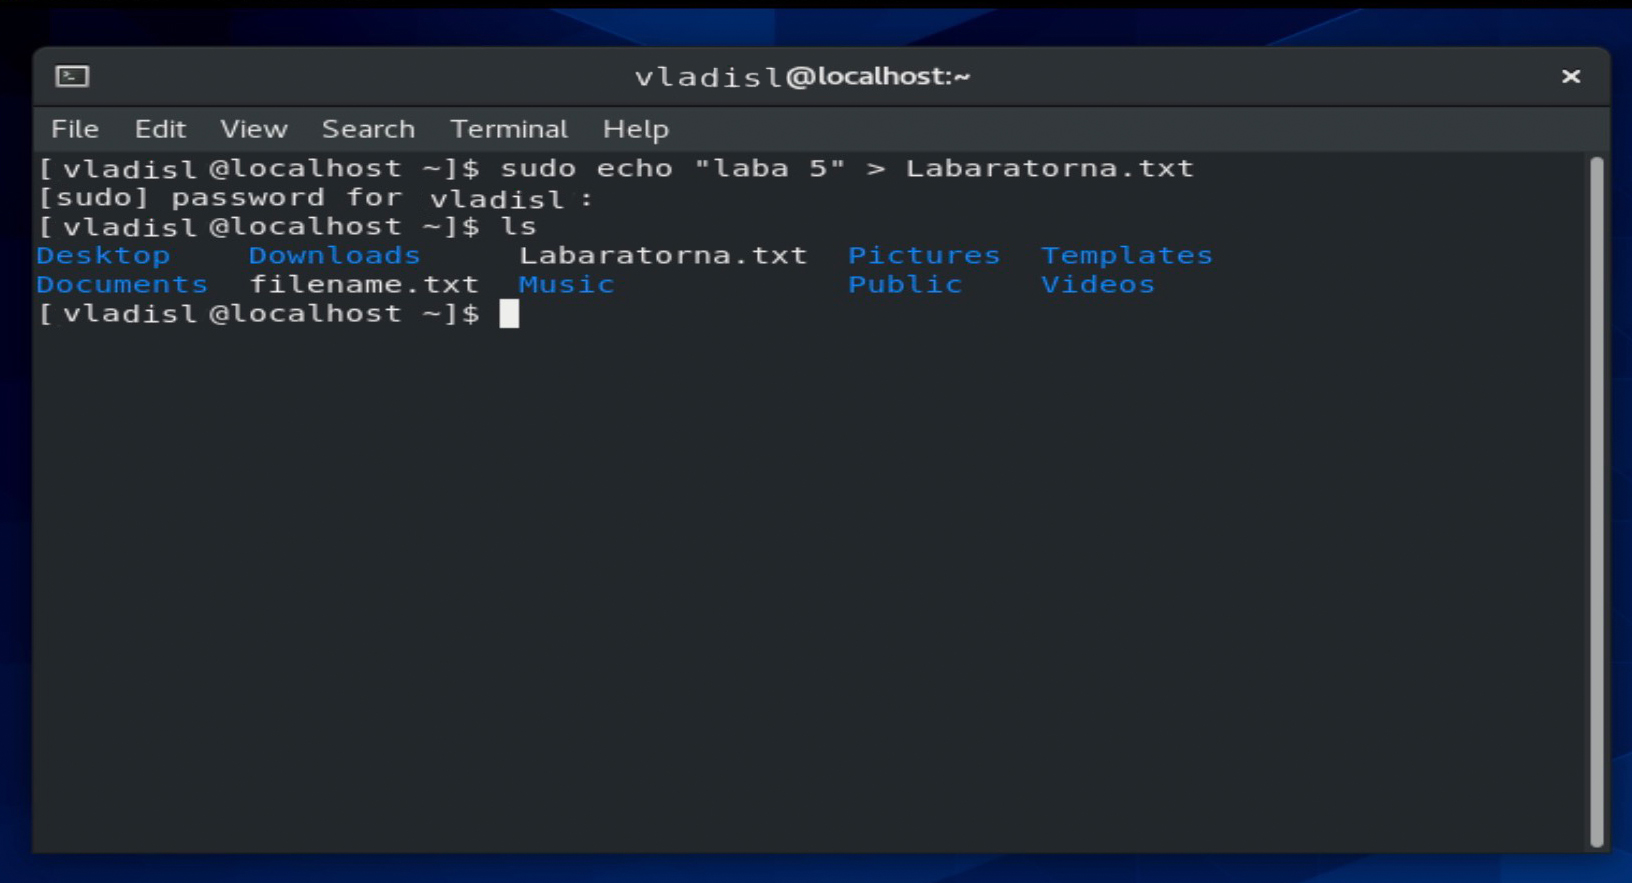 vladisl@localhost:~ ×
File Edit View Search Terminal Help
[vladisl@localhost ~]$ sudo echo "laba 5" > Labaratorna.txt
[sudo] password for vladisl:
[vladisl@localhost ~]$ ls
Desktop Downloads Labaratorna.txt Pictures Templates
Documents filename.txt Music Public Videos
[vladisl@localhost ~]$